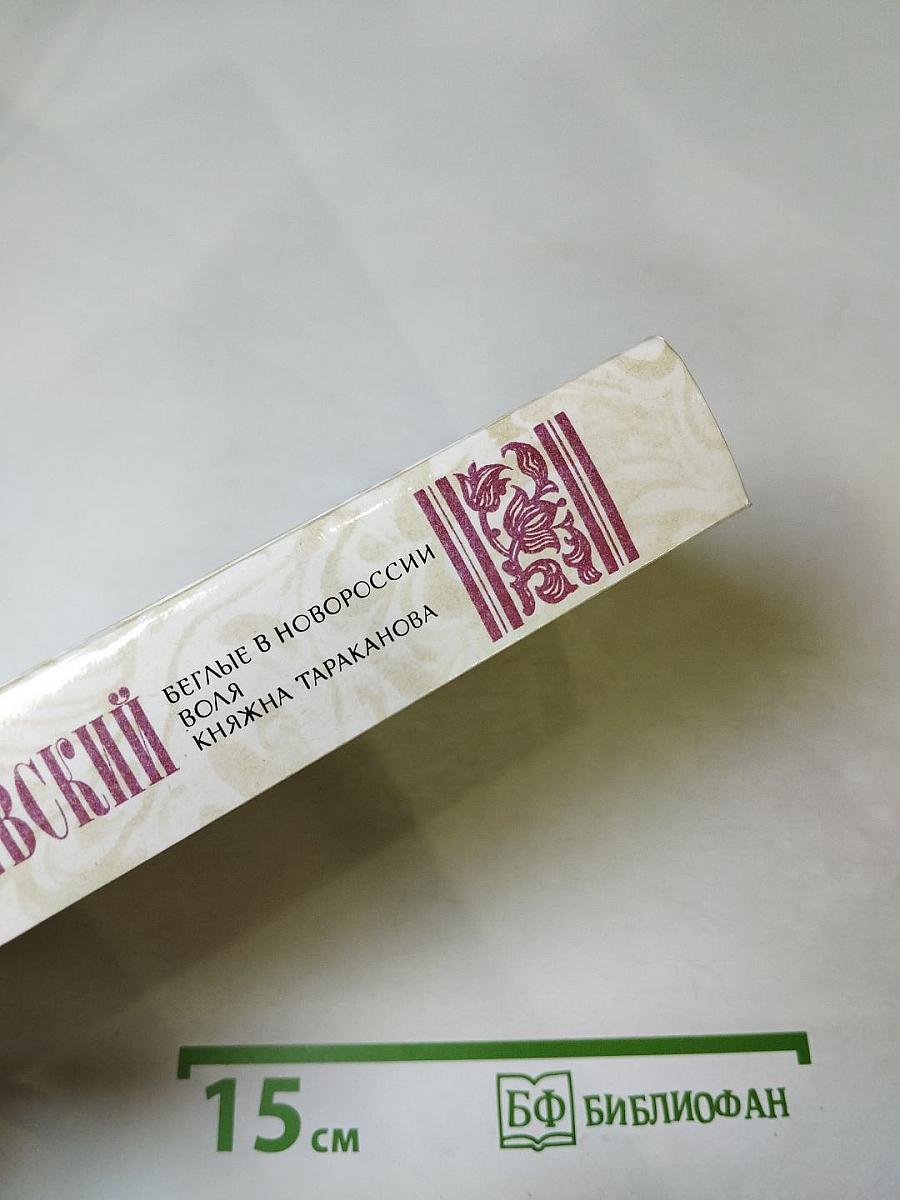 ВСКИЙ
БЕГЛЫЕ В НОВОРОССИИ
ВОЛЯ
КНЯЖНА ТАРАКАНОВА
15 см
БФ БИБЛИОФАН